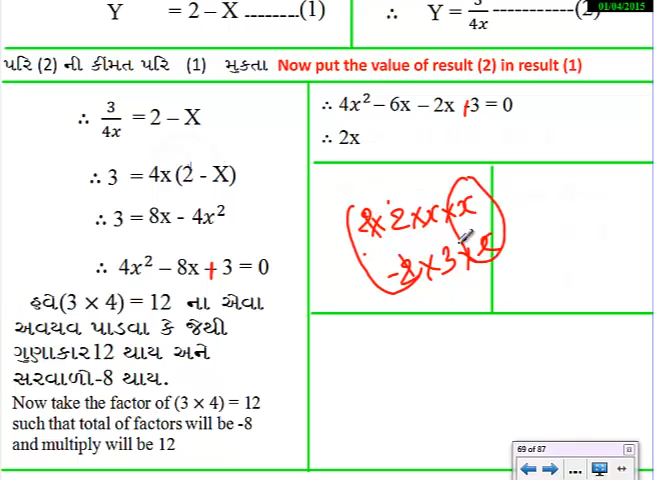 Y = 2 – X --------(1)
∴ Y = 3/4x -----------(2)
01/04/2015
પરિ (2) ની કીંમત પરિ (1) મુકતા Now put the value of result (2) in result (1)
∴ 3/4x = 2 – X
∴ 3 = 4x (2 - X)
∴ 3 = 8x - 4x²
∴ 4x² – 8x + 3 = 0
હવે(3 × 4) = 12 ના એવા
અવયવ પાડવા કે જેથી
ગુણાકાર12 થાય અને
સરવાળો-8 થાય.
Now take the factor of (3 × 4) = 12
such that total of factors will be -8
and multiply will be 12
∴ 4x² – 6x – 2x +3 = 0
∴ 2x
2×2×x×x
-2×3×x
69 of 87
...